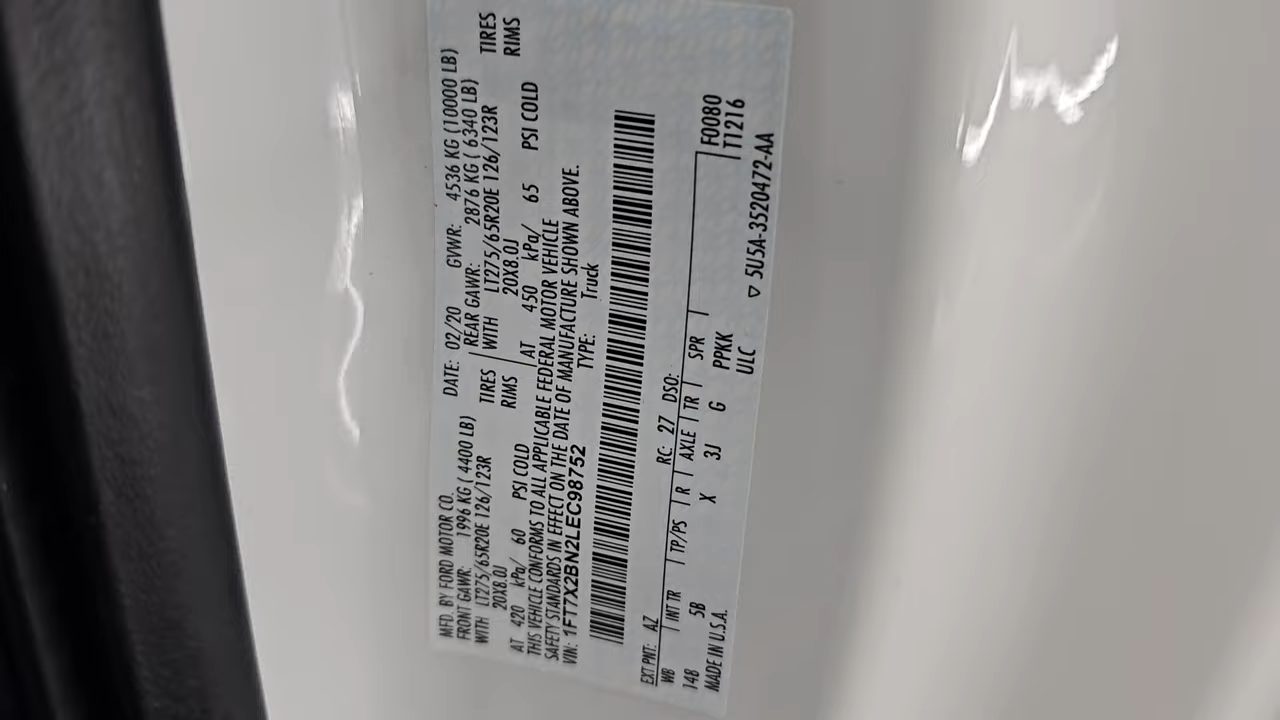 MFD. BY FORD MOTOR CO.
DATE: 02/20 GVWR: 4536 KG (10000 LB)
FRONT GAWR: 1996 KG ( 4400 LB) REAR GAWR: 2876 KG ( 6340 LB)
WITH LT275/65R20E 126/123R TIRES WITH LT275/65R20E 126/123R TIRES
20X8.0J RIMS 20X8.0J RIMS
AT 420 kPa/ 60 PSI COLD AT 450 kPa/ 65 PSI COLD
THIS VEHICLE CONFORMS TO ALL APPLICABLE FEDERAL MOTOR VEHICLE
SAFETY STANDARDS IN EFFECT ON THE DATE OF MANUFACTURE SHOWN ABOVE.
VIN: 1FT7X2BN2LEC98752 TYPE: Truck
EXT PNT: AZ RC: 27 DSO:
WB INT TR TP/PS R AXLE TR SPR F0080
148 5B X 3J G PPKK T1216
MADE IN U.S.A. ULC ▽ 5U5A-3520472-AA